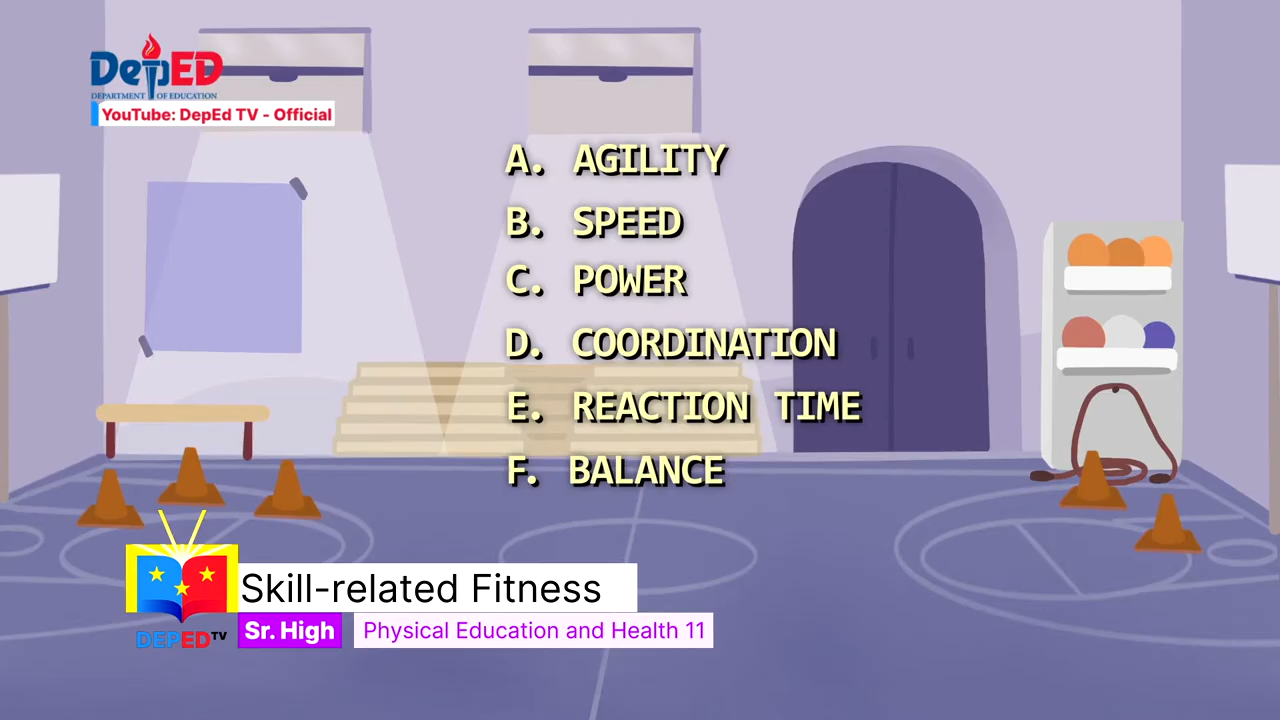 DepED
DEPARTMENT OF EDUCATION
YouTube: DepEd TV - Official
A. AGILITY
B. SPEED
C. POWER
D. COORDINATION
E. REACTION TIME
F. BALANCE
Skill-related Fitness
DEPED TV
Sr. High
Physical Education and Health 11